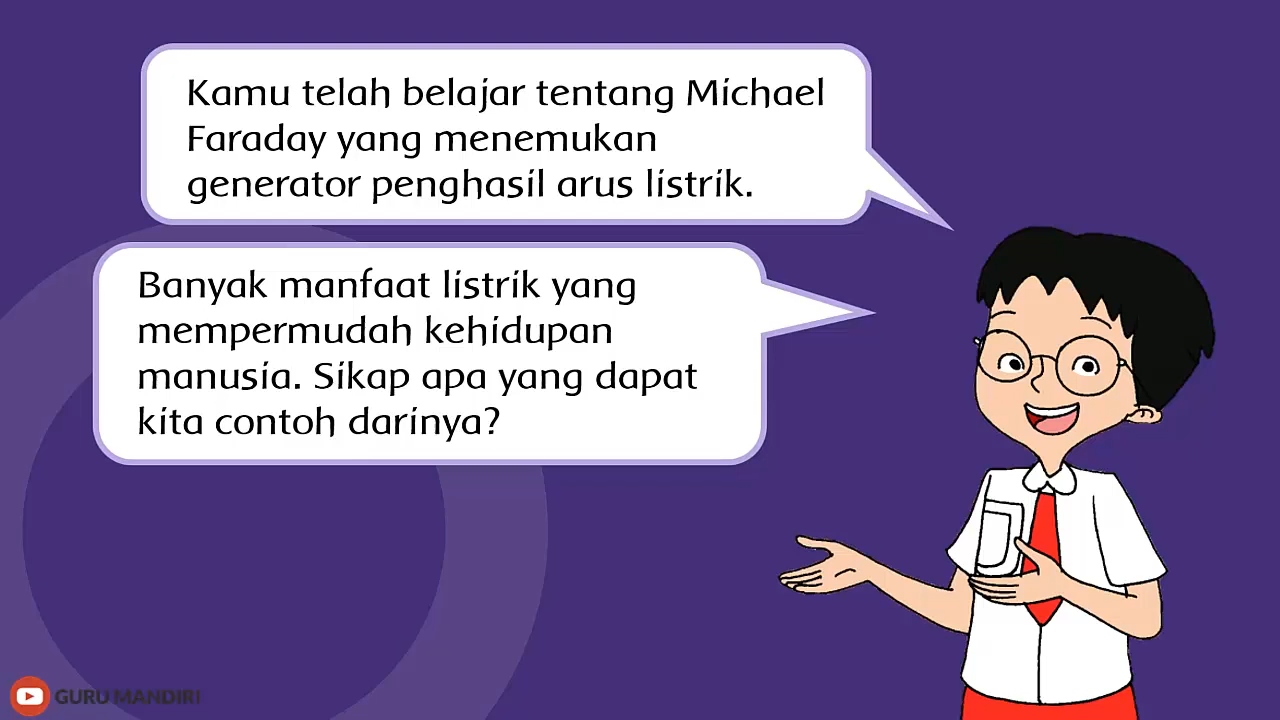 Kamu telah belajar tentang Michael
Faraday yang menemukan
generator penghasil arus listrik.
Banyak manfaat listrik yang
mempermudah kehidupan
manusia. Sikap apa yang dapat
kita contoh darinya?
GURU MANDIRI